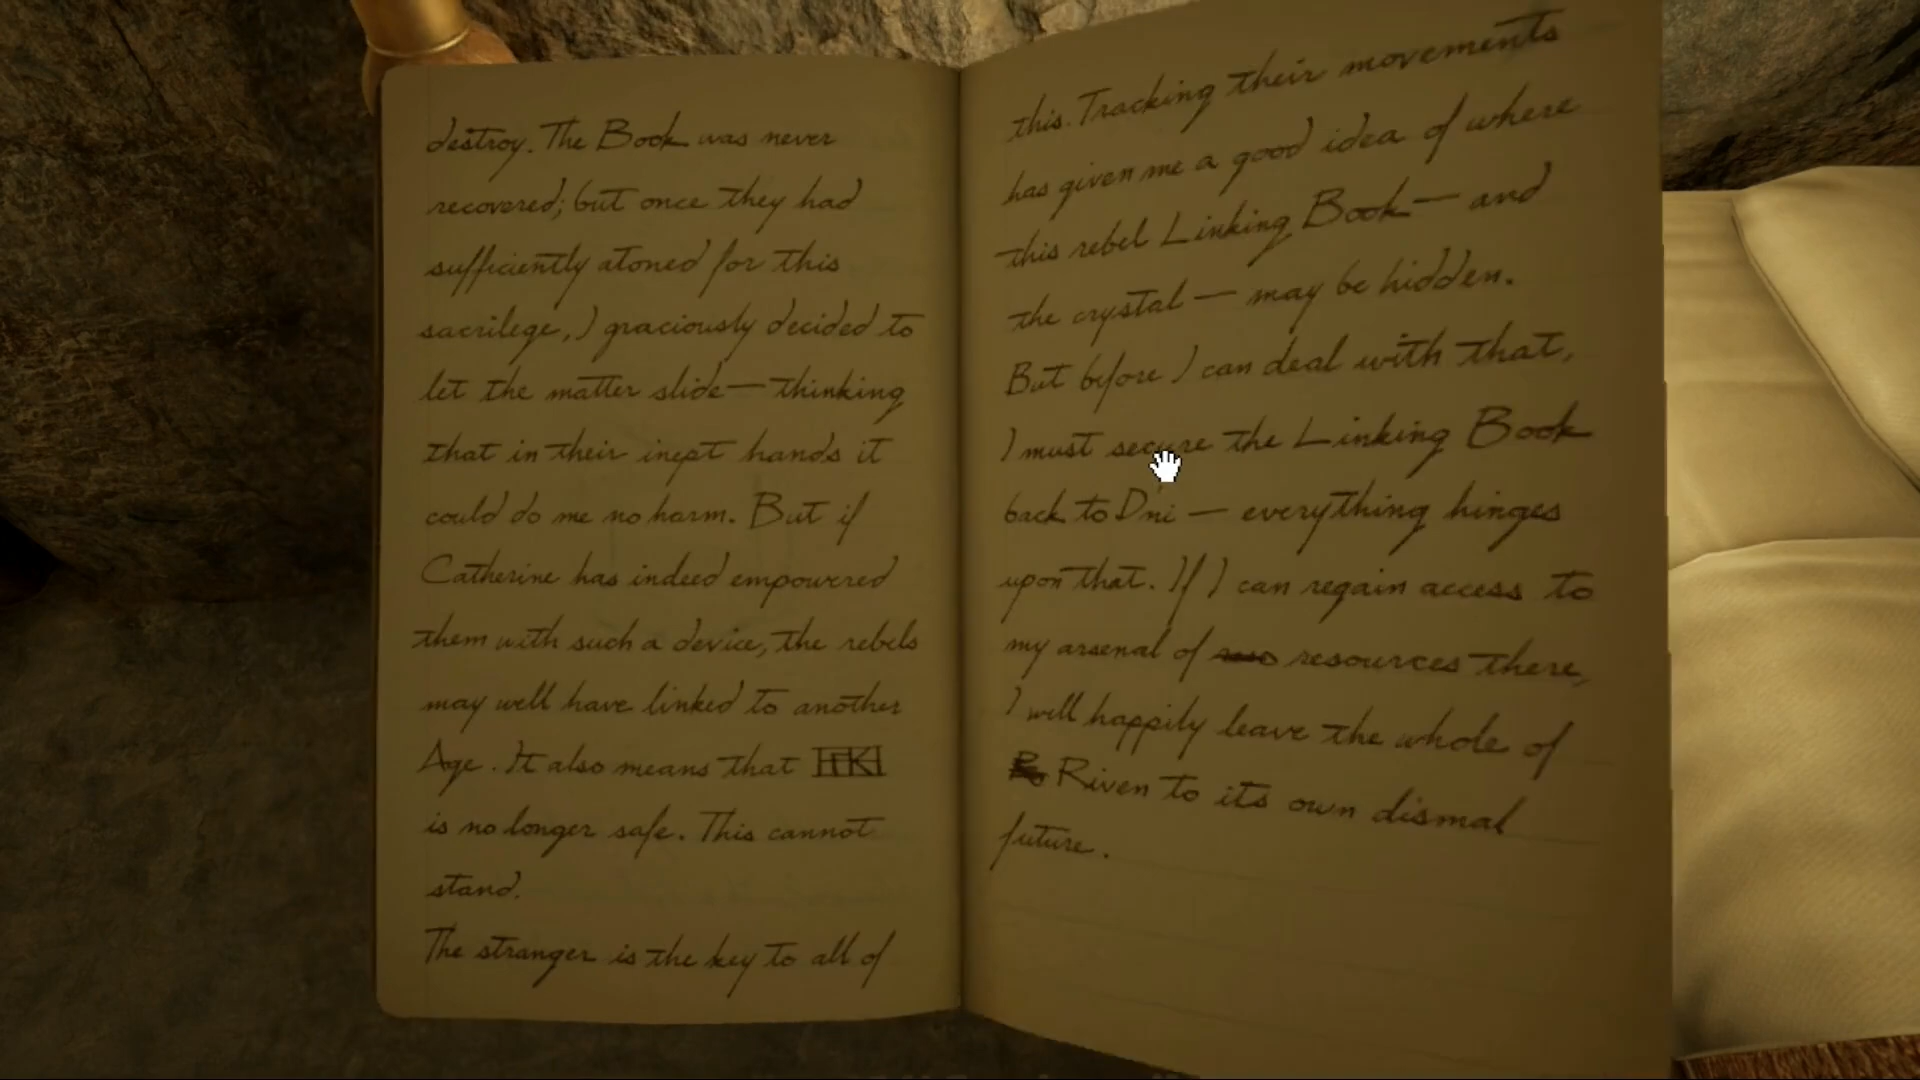 destroy. The Book was never
recovered; but once they had
sufficiently atoned for this
sacrilege, I graciously decided to
let the matter slide — thinking
that in their inept hands it
could do me no harm. But if
Catherine has indeed empowered
them with such a device, the rebels
may well have linked to another
Age. It also means that
is no longer safe. This cannot
stand.
The stranger is the key to all of
this. Tracking their movements
has given me a good idea of where
this rebel Linking Book — and
the crystal — may be hidden.
But before I can deal with that,
I must secure the Linking Book
back to D'ni — everything hinges
upon that. If I can regain access to
my arsenal of resources there,
I will happily leave the whole of
Riven to its own dismal
future.